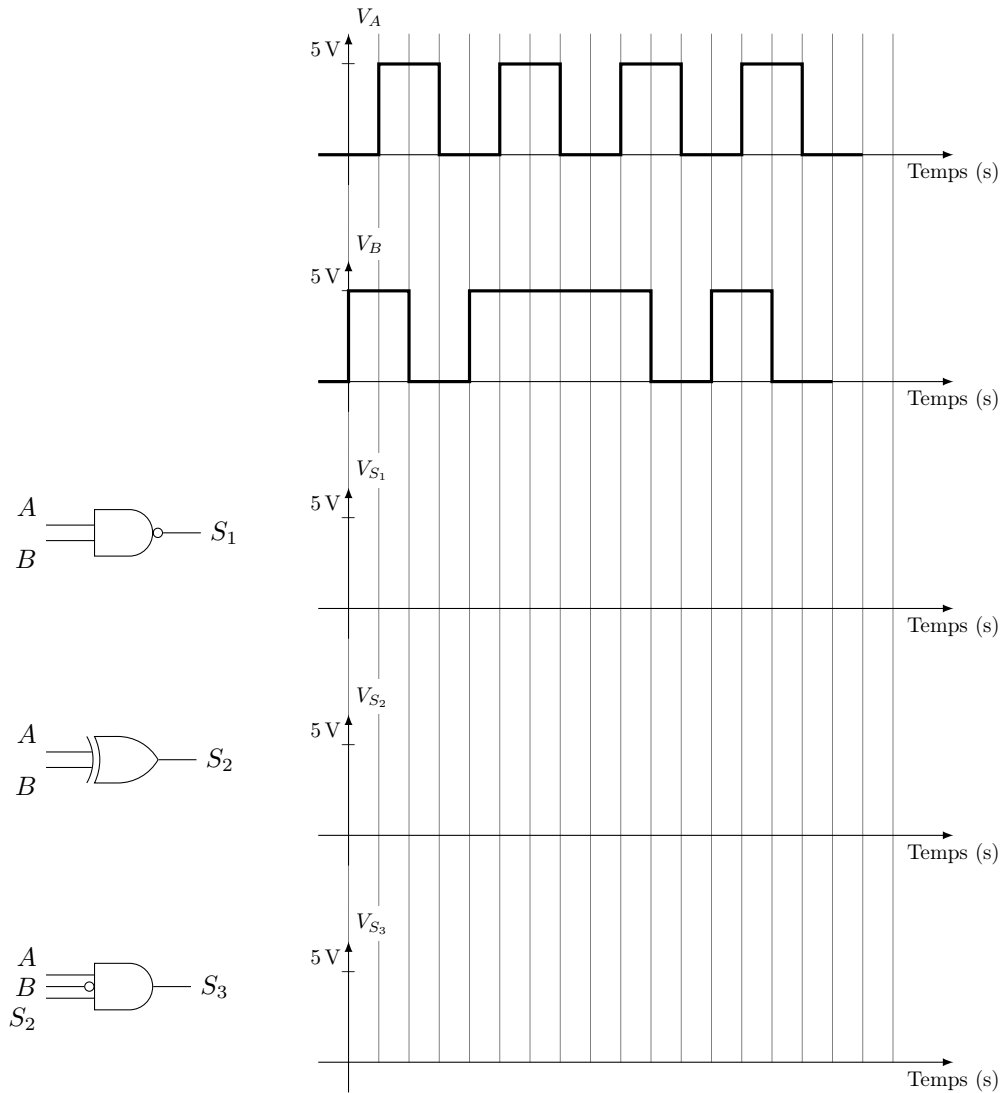 V_A
5 V
Temps (s)
V_B
5 V
Temps (s)
V_{S_1}
5 V
A
B
S_1
Temps (s)
V_{S_2}
5 V
A
B
S_2
Temps (s)
V_{S_3}
5 V
A
B
S_2
S_3
Temps (s)